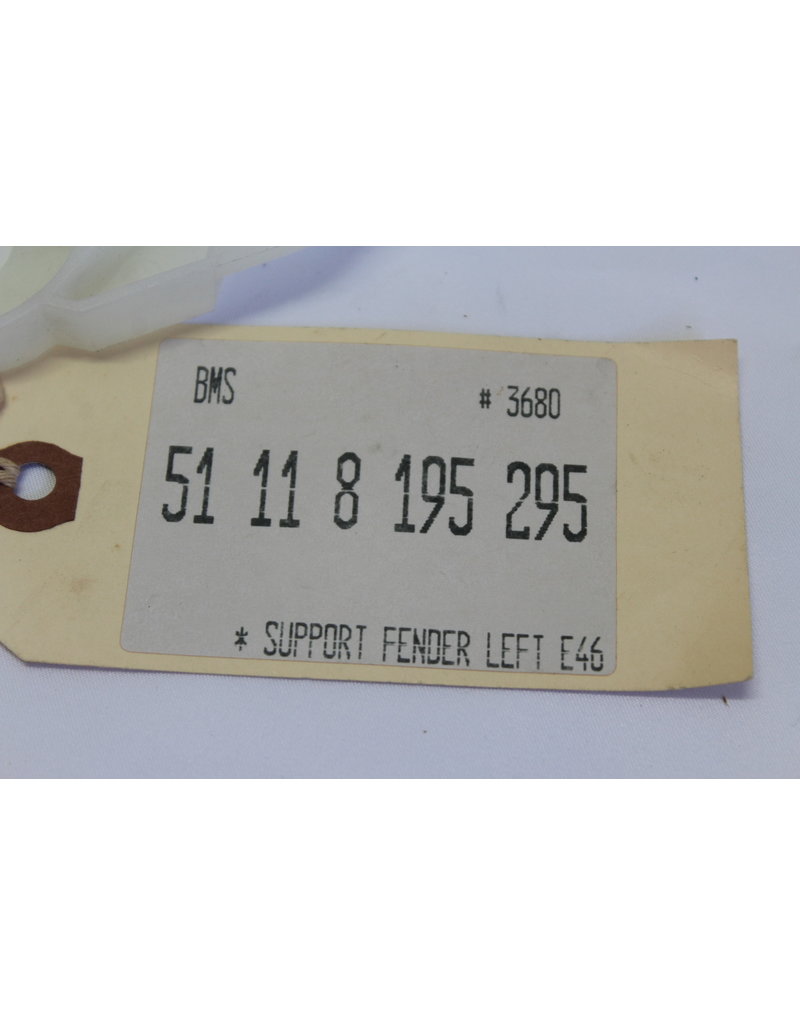 BMS # 3680
51 11 8 195 295
* SUPPORT FENDER LEFT E46